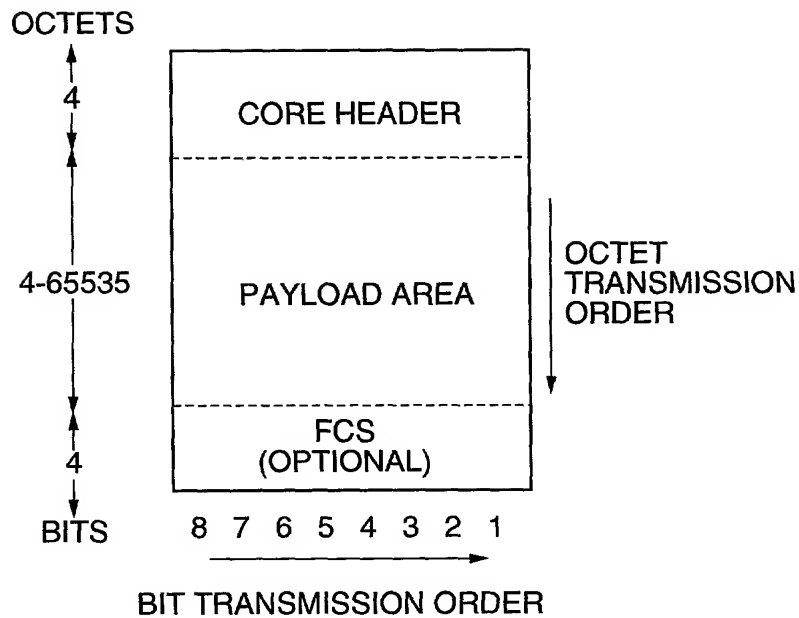 OCTETS
4
CORE HEADER
4-65535
PAYLOAD AREA
OCTET
TRANSMISSION
ORDER
4
FCS
(OPTIONAL)
BITS
8 7 6 5 4 3 2 1
BIT TRANSMISSION ORDER